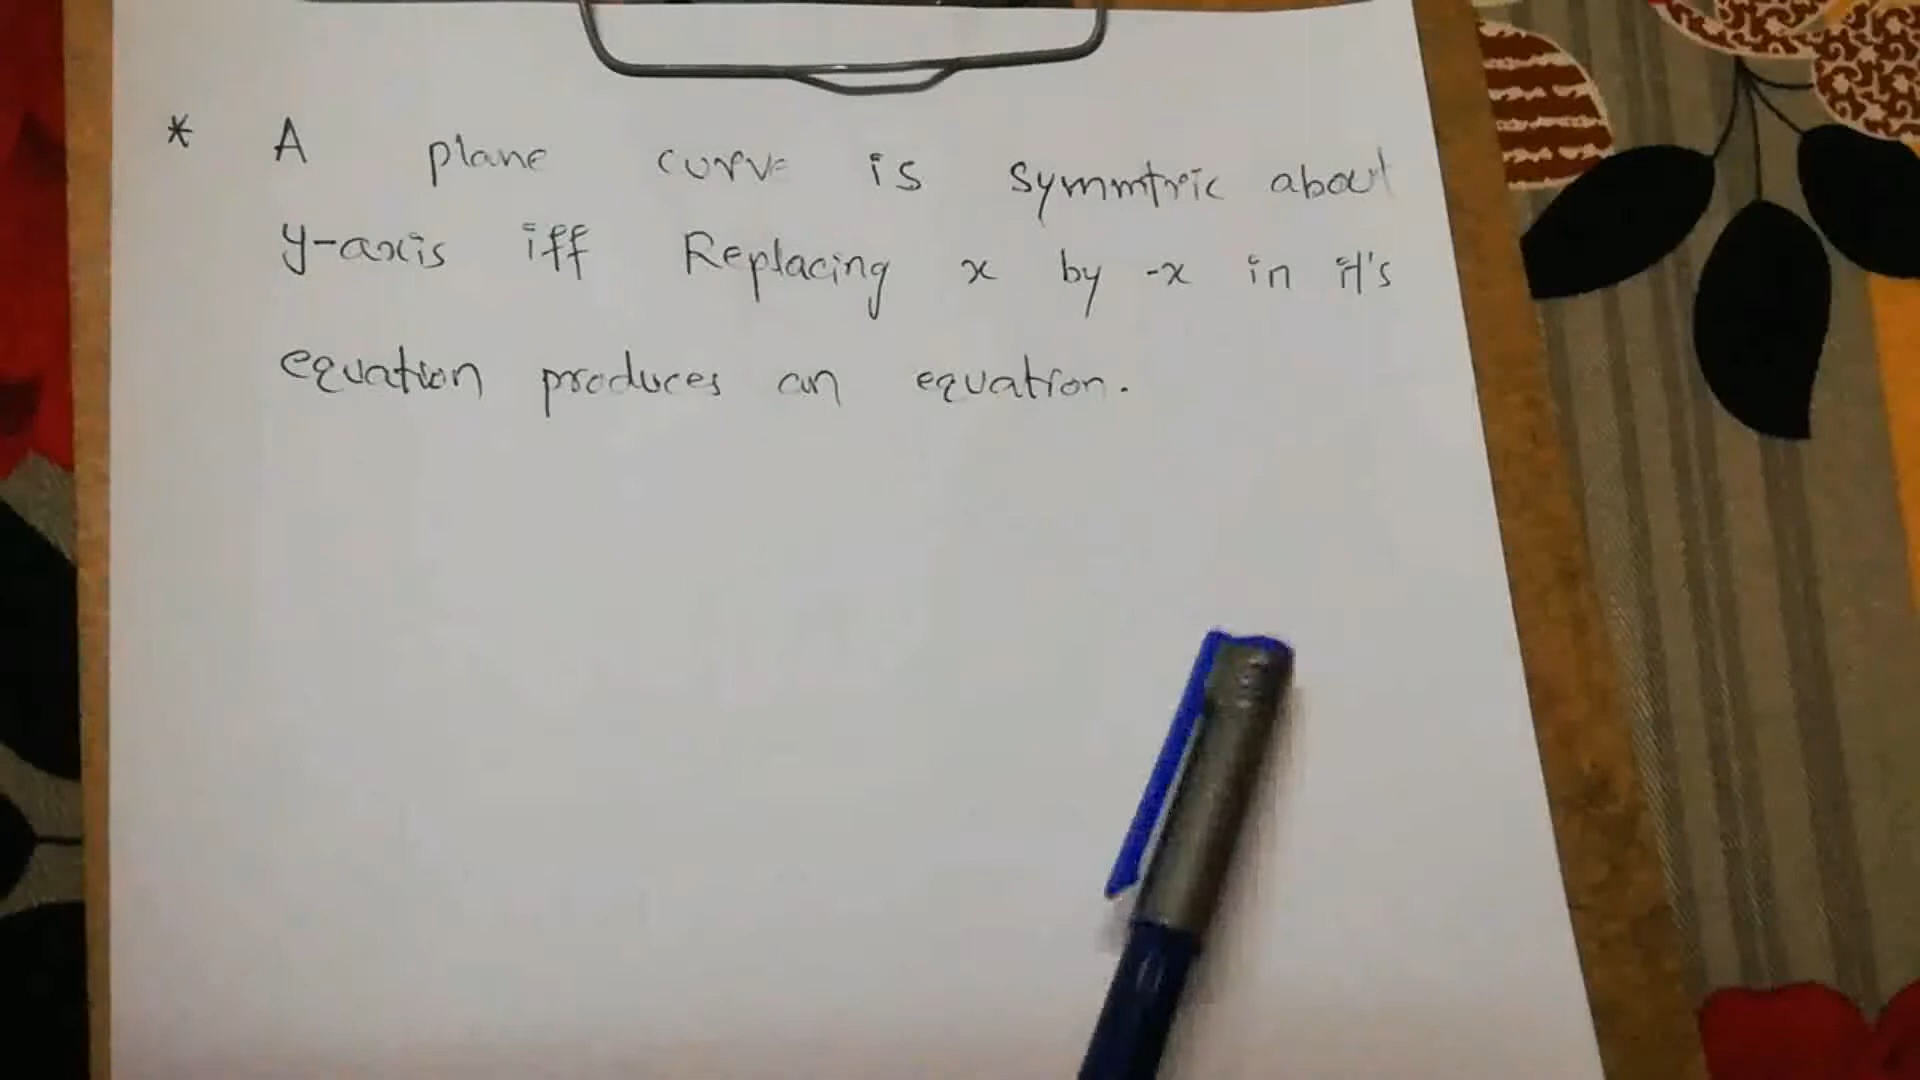 * A plane curve is symmtric about
y-axis iff Replacing x by -x in it's
equation produces an equation.